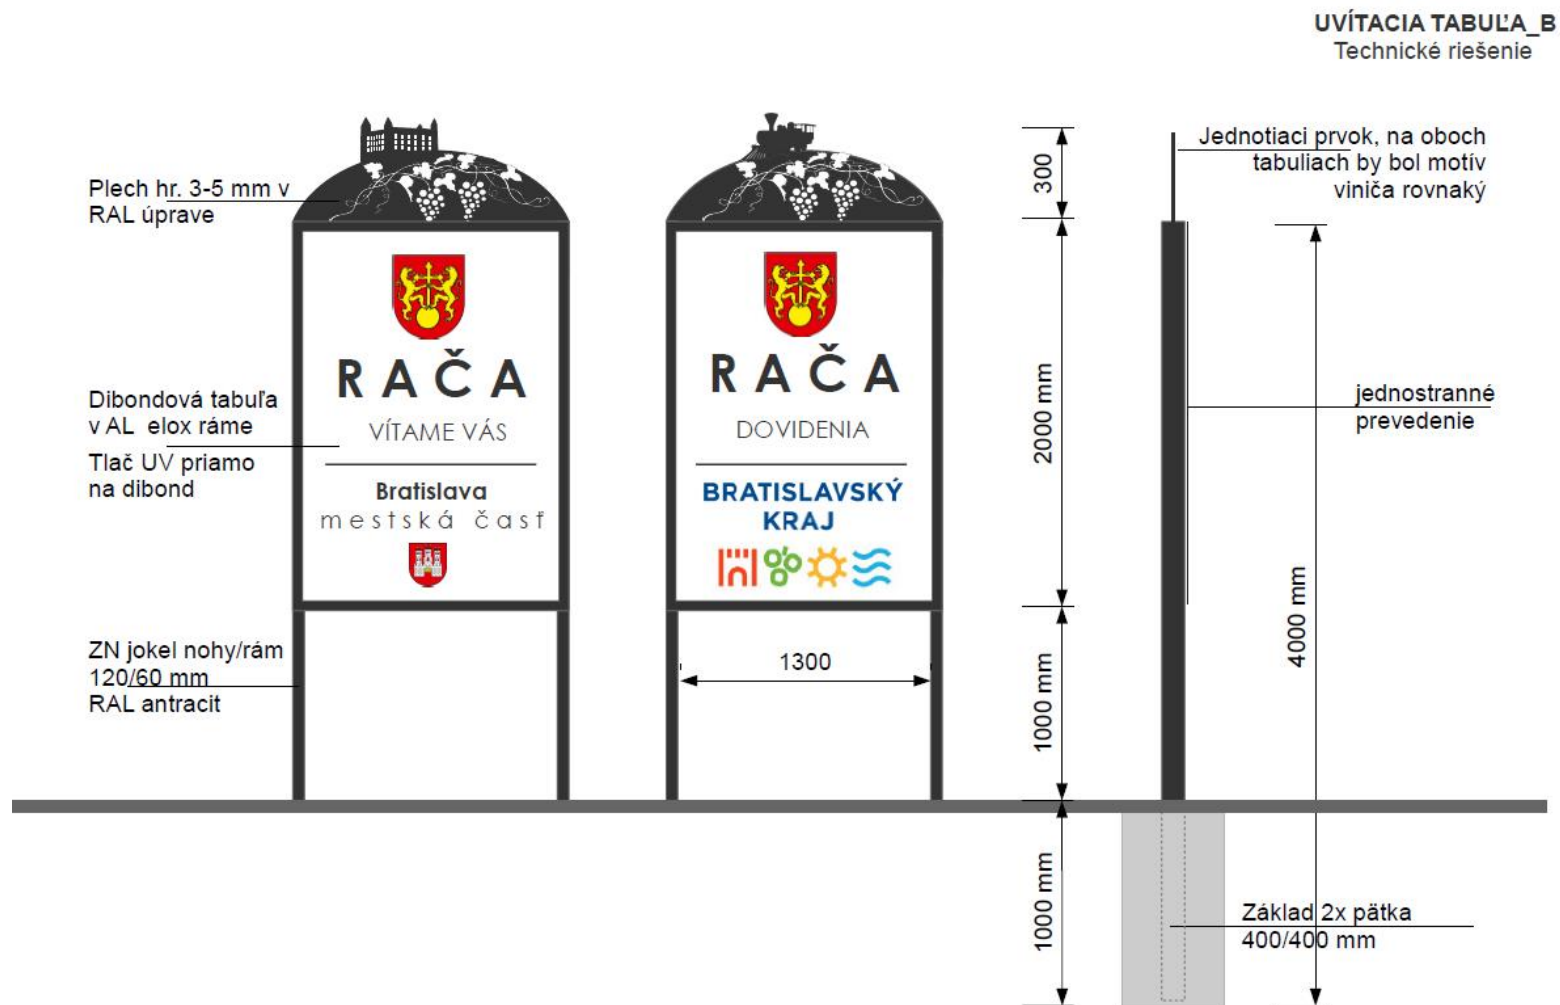 UVÍTACIA TABUĽA_B
Technické riešenie
Plech hr. 3-5 mm v
RAL úprave
Dibondová tabuľa
v AL elox ráme
Tlač UV priamo
na dibond
ZN jokel nohy/rám
120/60 mm
RAL antracit
RAČA
VÍTAME VÁS
Bratislava
mestská časť
RAČA
DOVIDENIA
BRATISLAVSKÝ
KRAJ
1300
300
2000 mm
1000 mm
1000 mm
Jednotiaci prvok, na oboch
tabuliach by bol motív
viniča rovnaký
jednostranné
prevedenie
4000 mm
Základ 2x pätka
400/400 mm